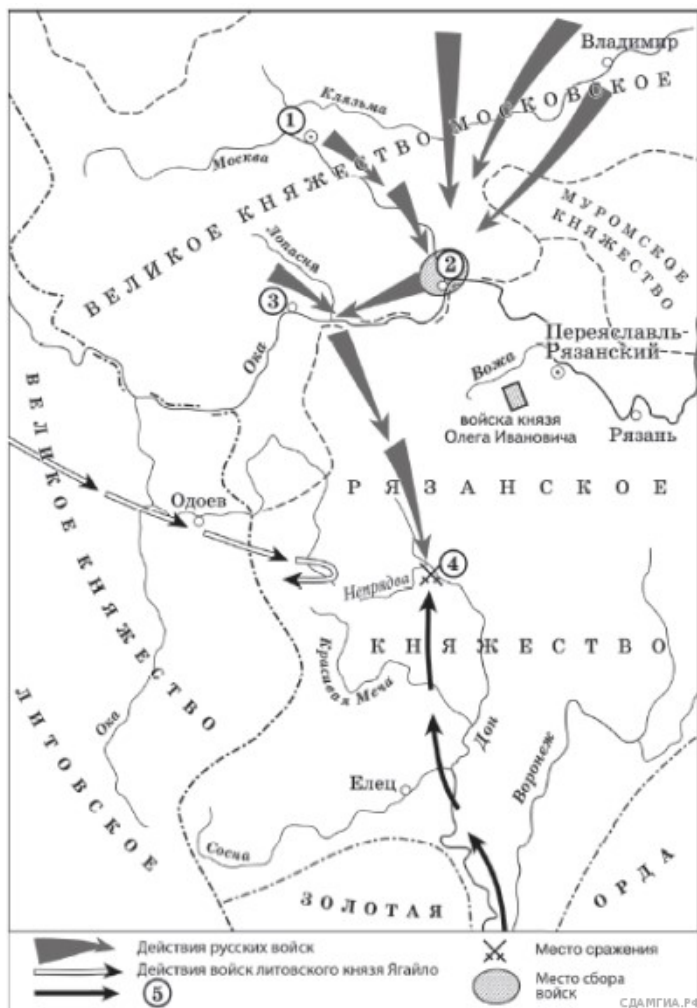 Владимир
Клязьма
1
Москва
ВЕЛИКОЕ КНЯЖЕСТВО МОСКОВСКОЕ
МУРОМСКОЕ
КНЯЖЕСТВО
Лопасня
2
3
Ока
Переяславль-
Рязанский
Вожа
войска князя
Олега Ивановича
Рязань
ВЕЛИКОЕ КНЯЖЕСТВО
ЛИТОВСКОЕ
Одоев
РЯЗАНСКОЕ
4
Непрядва
КНЯЖЕСТВО
Красивая Меча
Ока
Дон
Воронеж
Елец
Сосна
ЗОЛОТАЯ
ОРДА
Действия русских войск
Действия войск литовского князя Ягайло
5
Место сражения
Место сбора
войск
СДАМГИА.РФ